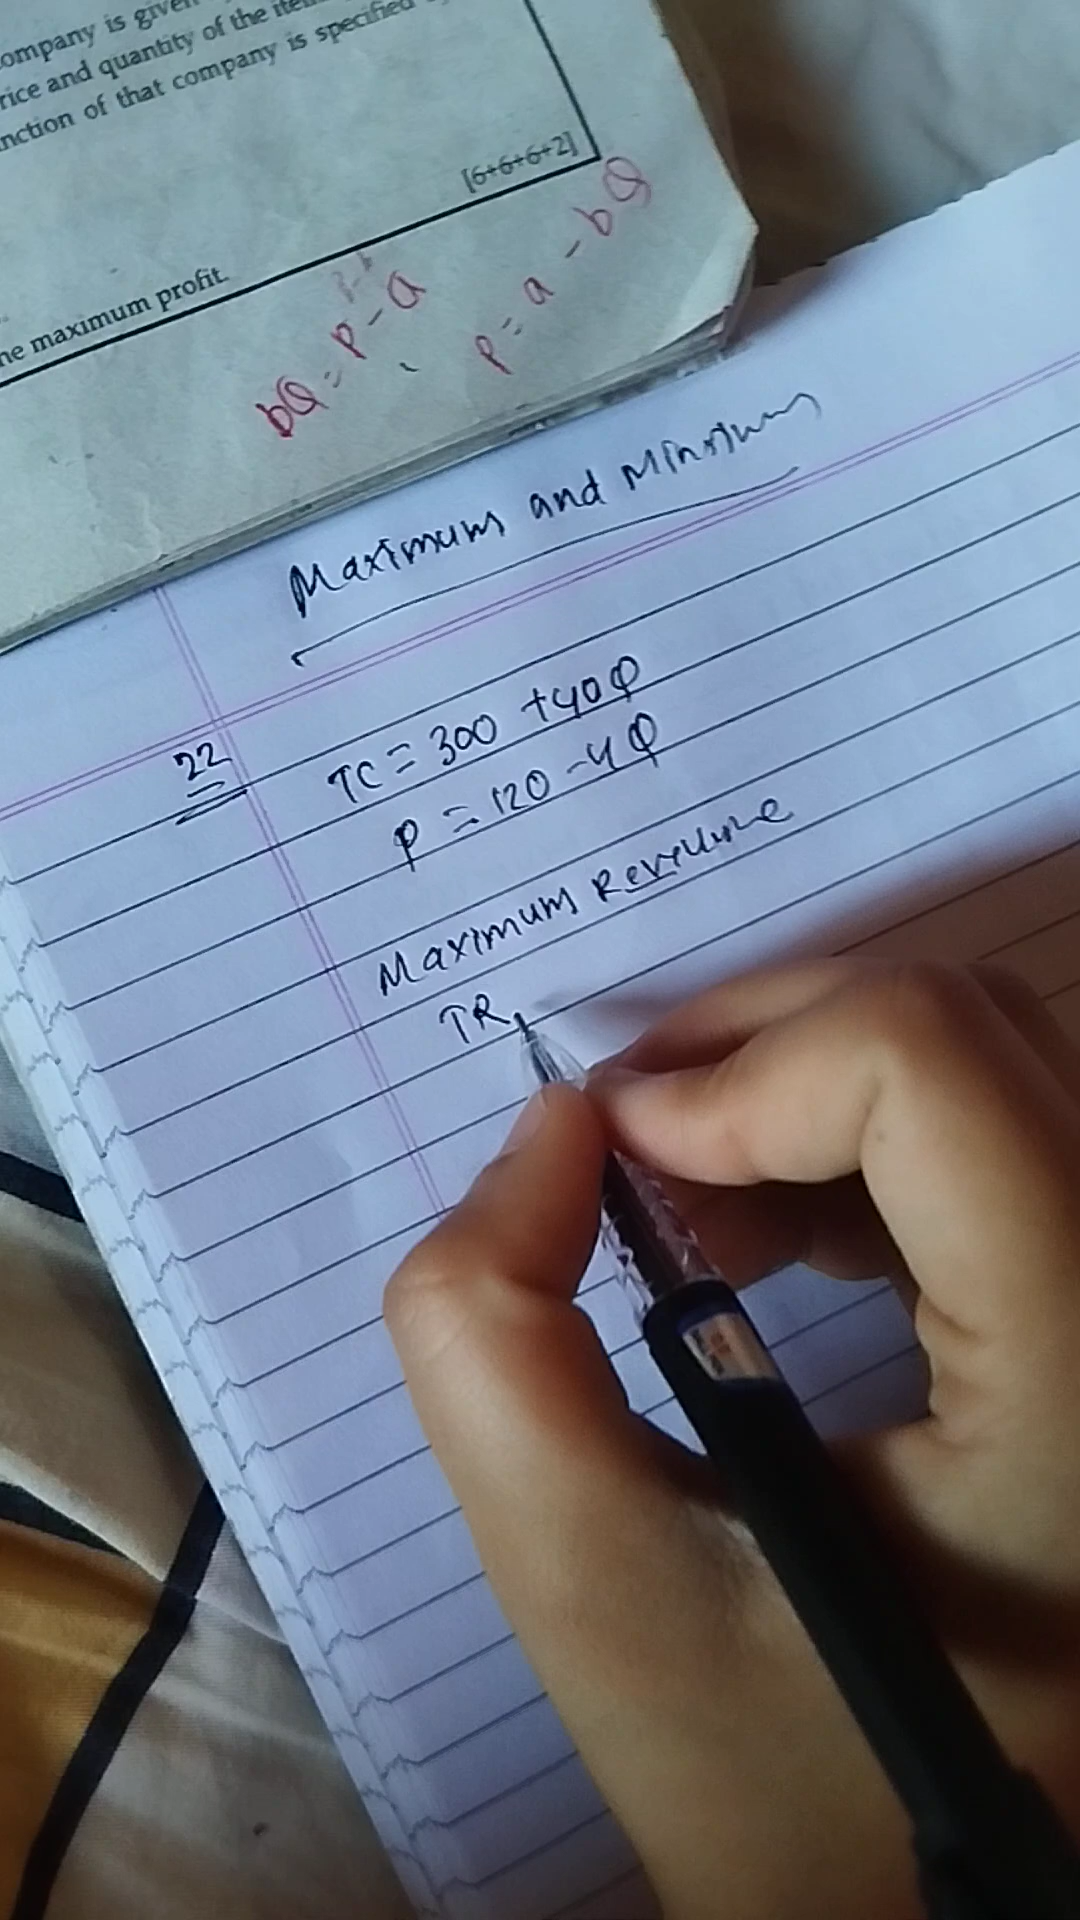 ompany is given
rice and quantity of the ite
nction of that company is specified
[6+6+6+2]
he maximum profit.
bQ = P - a
P = a - bQ
Maximum and Minimum
22
TC = 300 + 40Q
P = 120 - 4Q
Maximum Revenue
TR